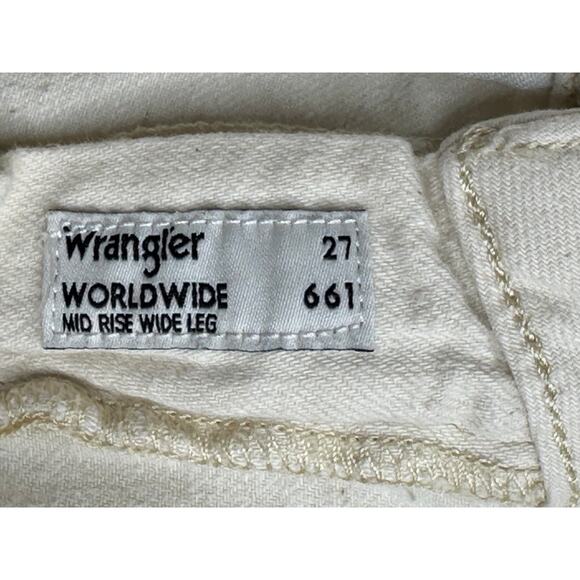 Wrangler 27
WORLDWIDE 661
MID RISE WIDE LEG